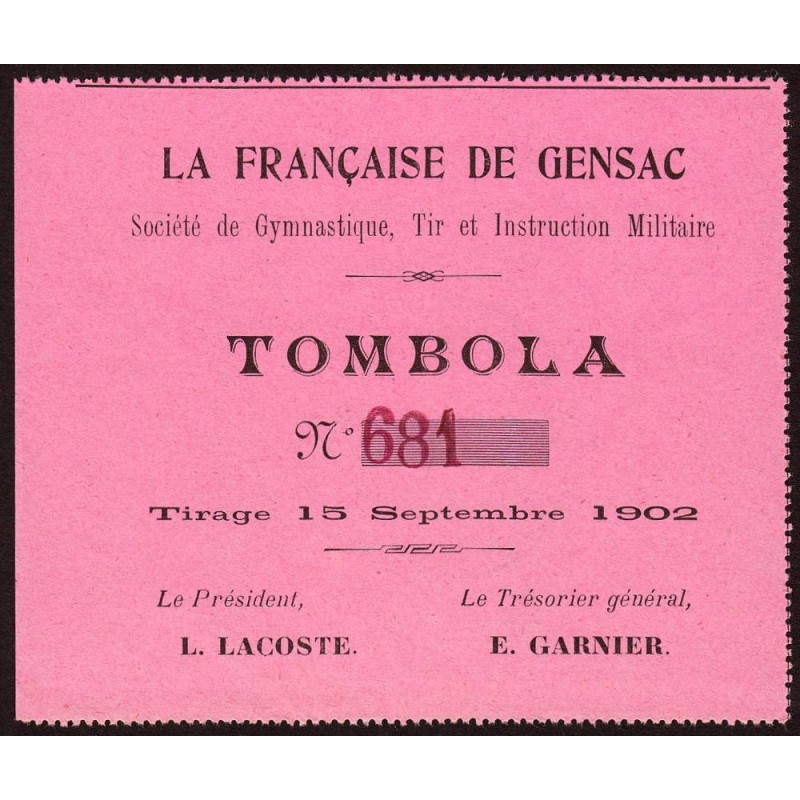 LA FRANÇAISE DE GENSAC
Société de Gymnastique, Tir et Instruction Militaire
TOMBOLA
N° 681
Tirage 15 Septembre 1902
Le Président, Le Trésorier général,
L. LACOSTE. E. GARNIER.